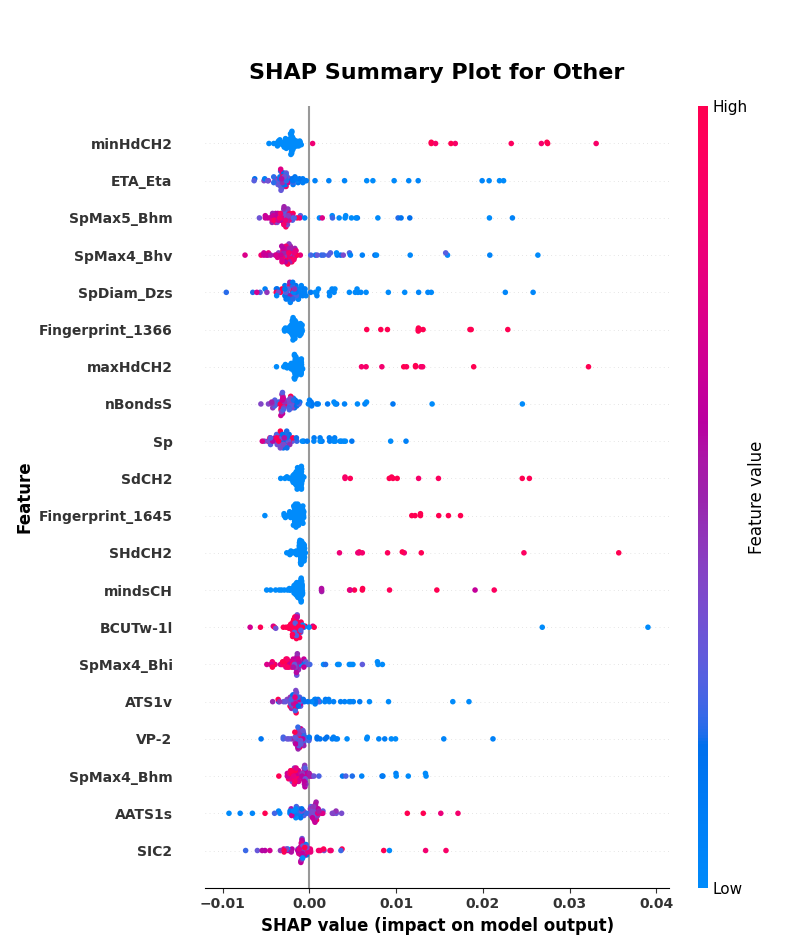 SHAP Summary Plot for Other
High
minHdCH2
ETA_Eta
SpMax5_Bhm
SpMax4_Bhv
SpDiam_Dzs
Fingerprint_1366
maxHdCH2
nBondsS
Sp
SdCH2
Fingerprint_1645
SHdCH2
mindsCH
BCUTw-1l
SpMax4_Bhi
ATS1v
VP-2
SpMax4_Bhm
AATS1s
SIC2
Feature
Feature value
Low
−0.01 0.00 0.01 0.02 0.03 0.04
SHAP value (impact on model output)